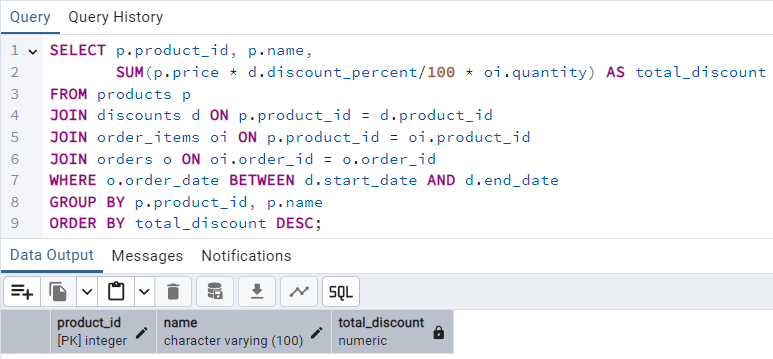 Query Query History
1 SELECT p.product_id, p.name,
2 SUM(p.price * d.discount_percent/100 * oi.quantity) AS total_discount
3 FROM products p
4 JOIN discounts d ON p.product_id = d.product_id
5 JOIN order_items oi ON p.product_id = oi.product_id
6 JOIN orders o ON oi.order_id = o.order_id
7 WHERE o.order_date BETWEEN d.start_date AND d.end_date
8 GROUP BY p.product_id, p.name
9 ORDER BY total_discount DESC;
Data Output Messages Notifications
SQL
product_id name total_discount
[PK] integer character varying (100) numeric